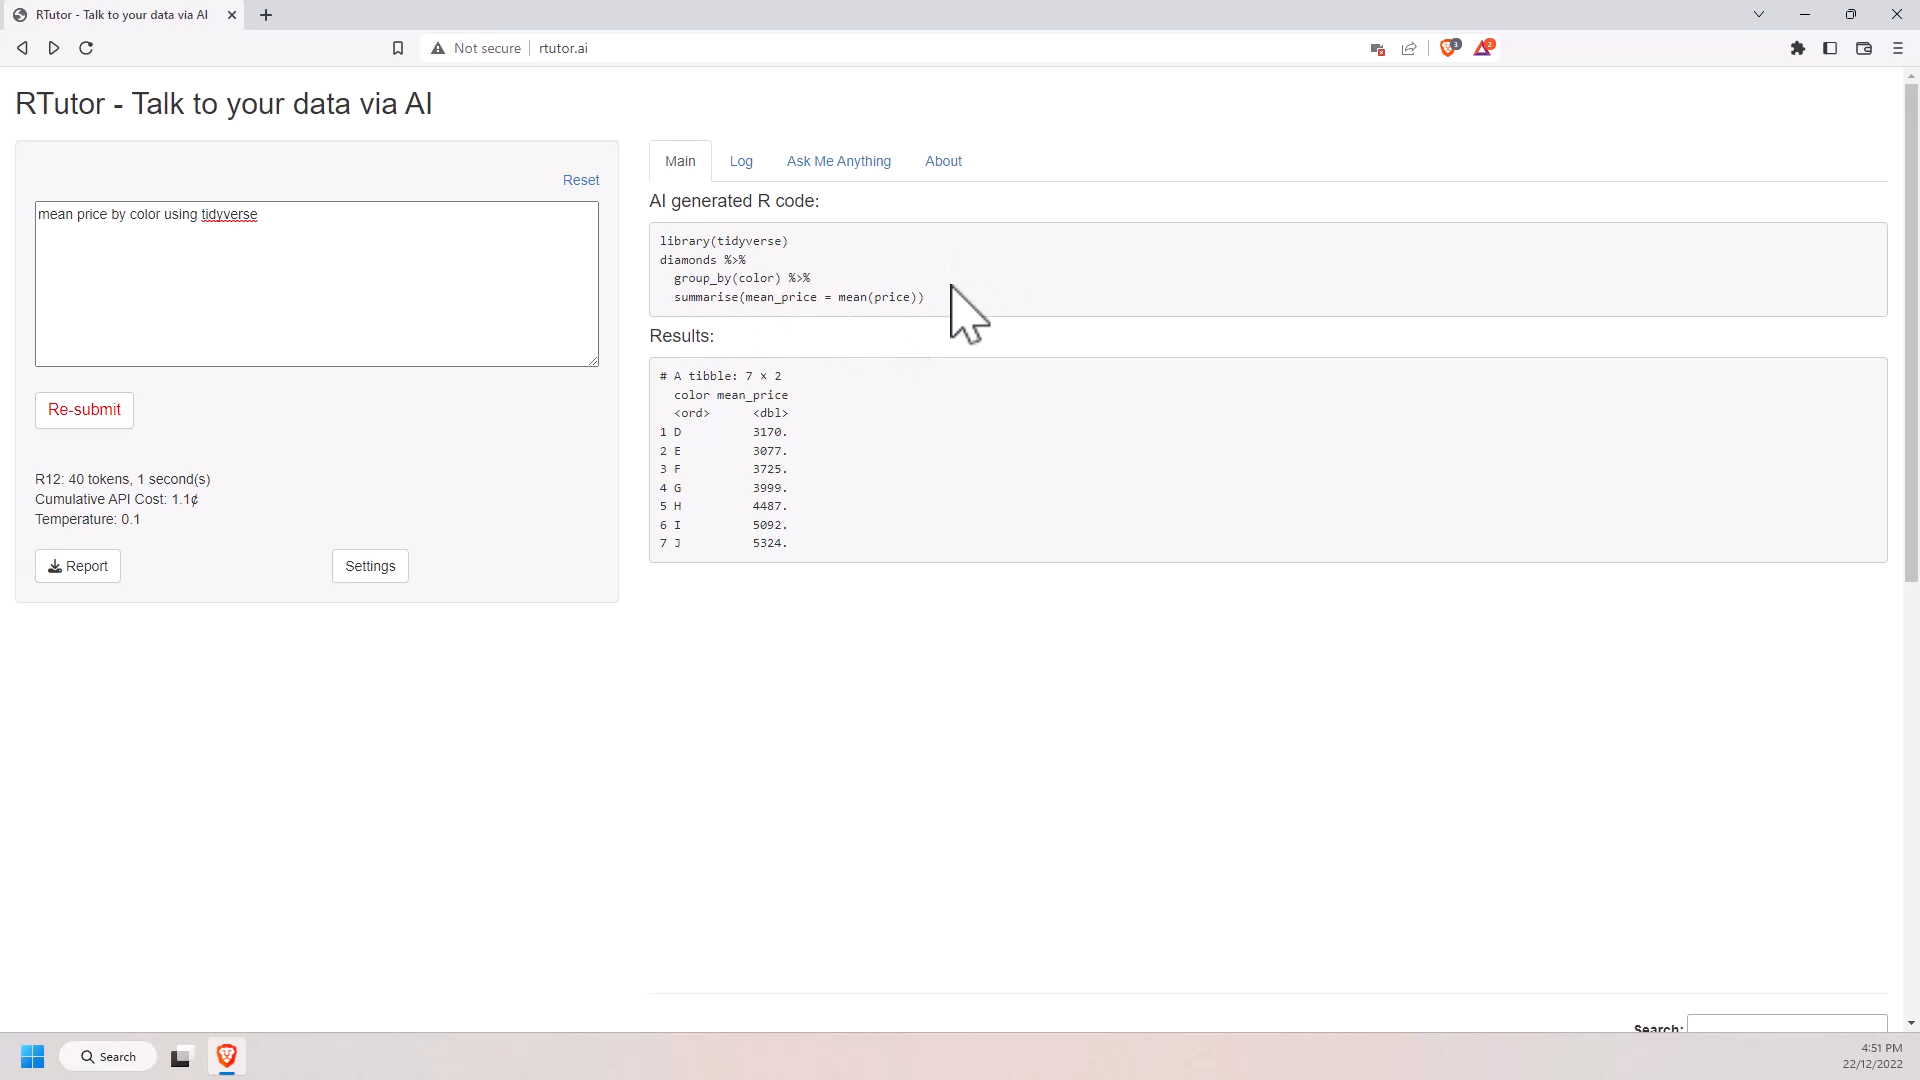 RTutor - Talk to your data via AI
Not secure
rtutor.ai
3
2
RTutor - Talk to your data via AI
Reset
mean price by color using tidyverse
Re-submit
R12: 40 tokens, 1 second(s)
Cumulative API Cost: 1.1¢
Temperature: 0.1
Report
Settings
Main
Log
Ask Me Anything
About
AI generated R code:
library(tidyverse)
diamonds %>%
  group_by(color) %>%
  summarise(mean_price = mean(price))
Results:
# A tibble: 7 × 2
  color mean_price
  <ord>      <dbl>
1 D          3170.
2 E          3077.
3 F          3725.
4 G          3999.
5 H          4487.
6 I          5092.
7 J          5324.
Search:
Search
4:51 PM
22/12/2022